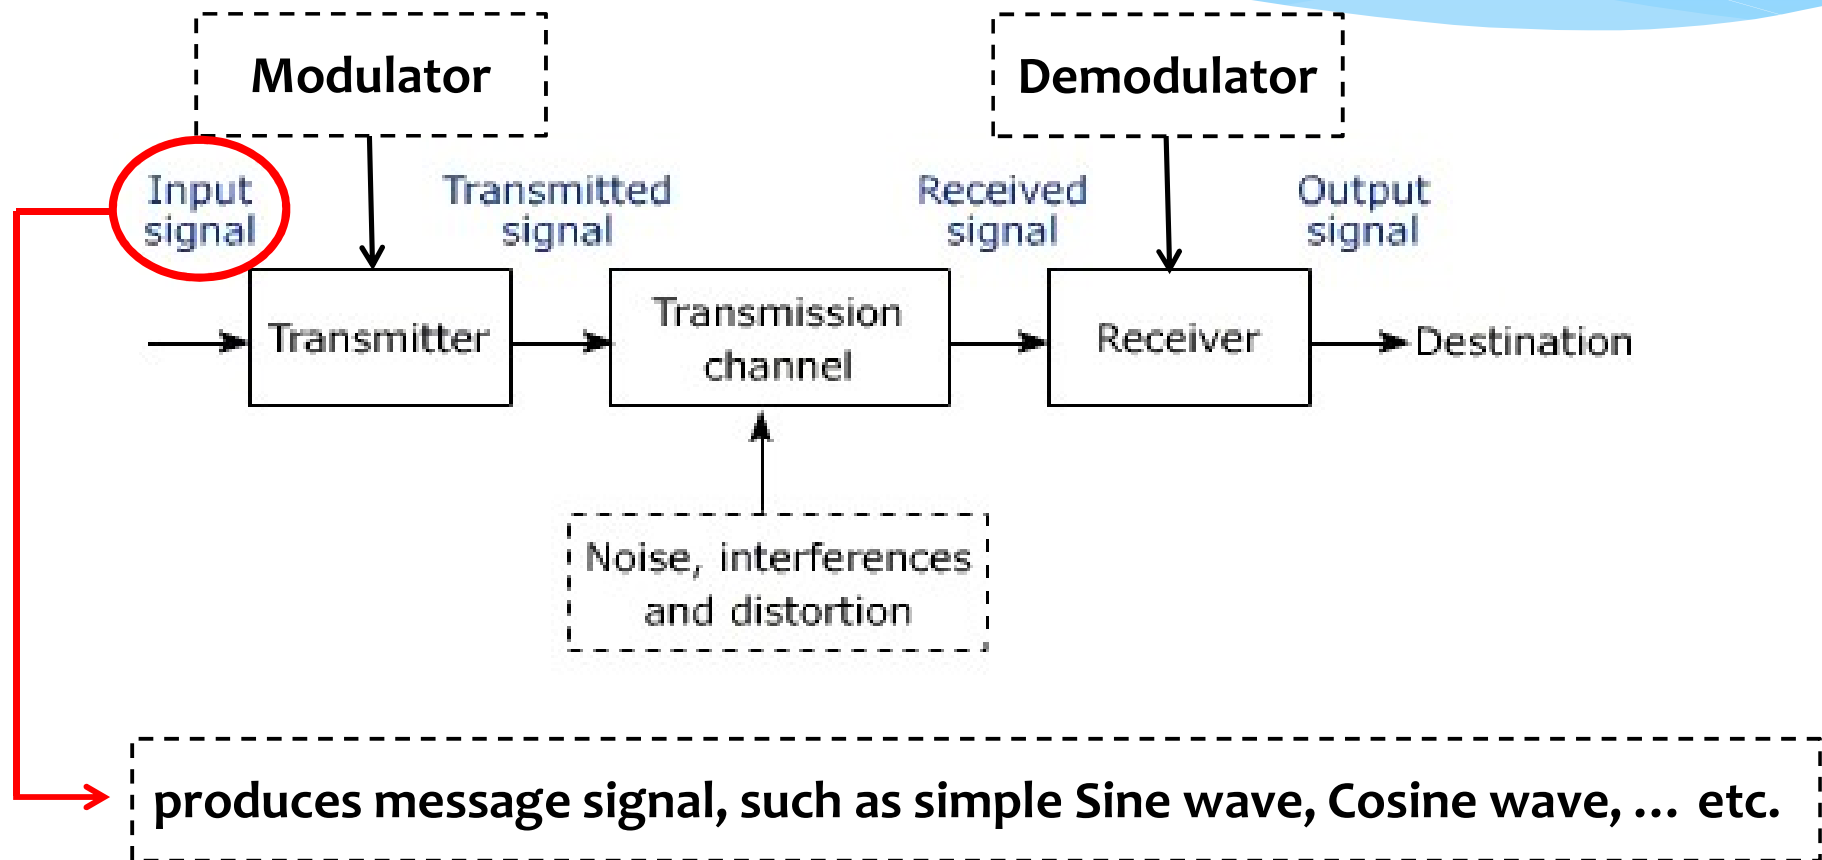 Modulator
Demodulator
Input
signal
Transmitted
signal
Received
signal
Output
signal
Transmitter
Transmission
channel
Receiver
Destination
Noise, interferences
and distortion
produces message signal, such as simple Sine wave, Cosine wave, … etc.